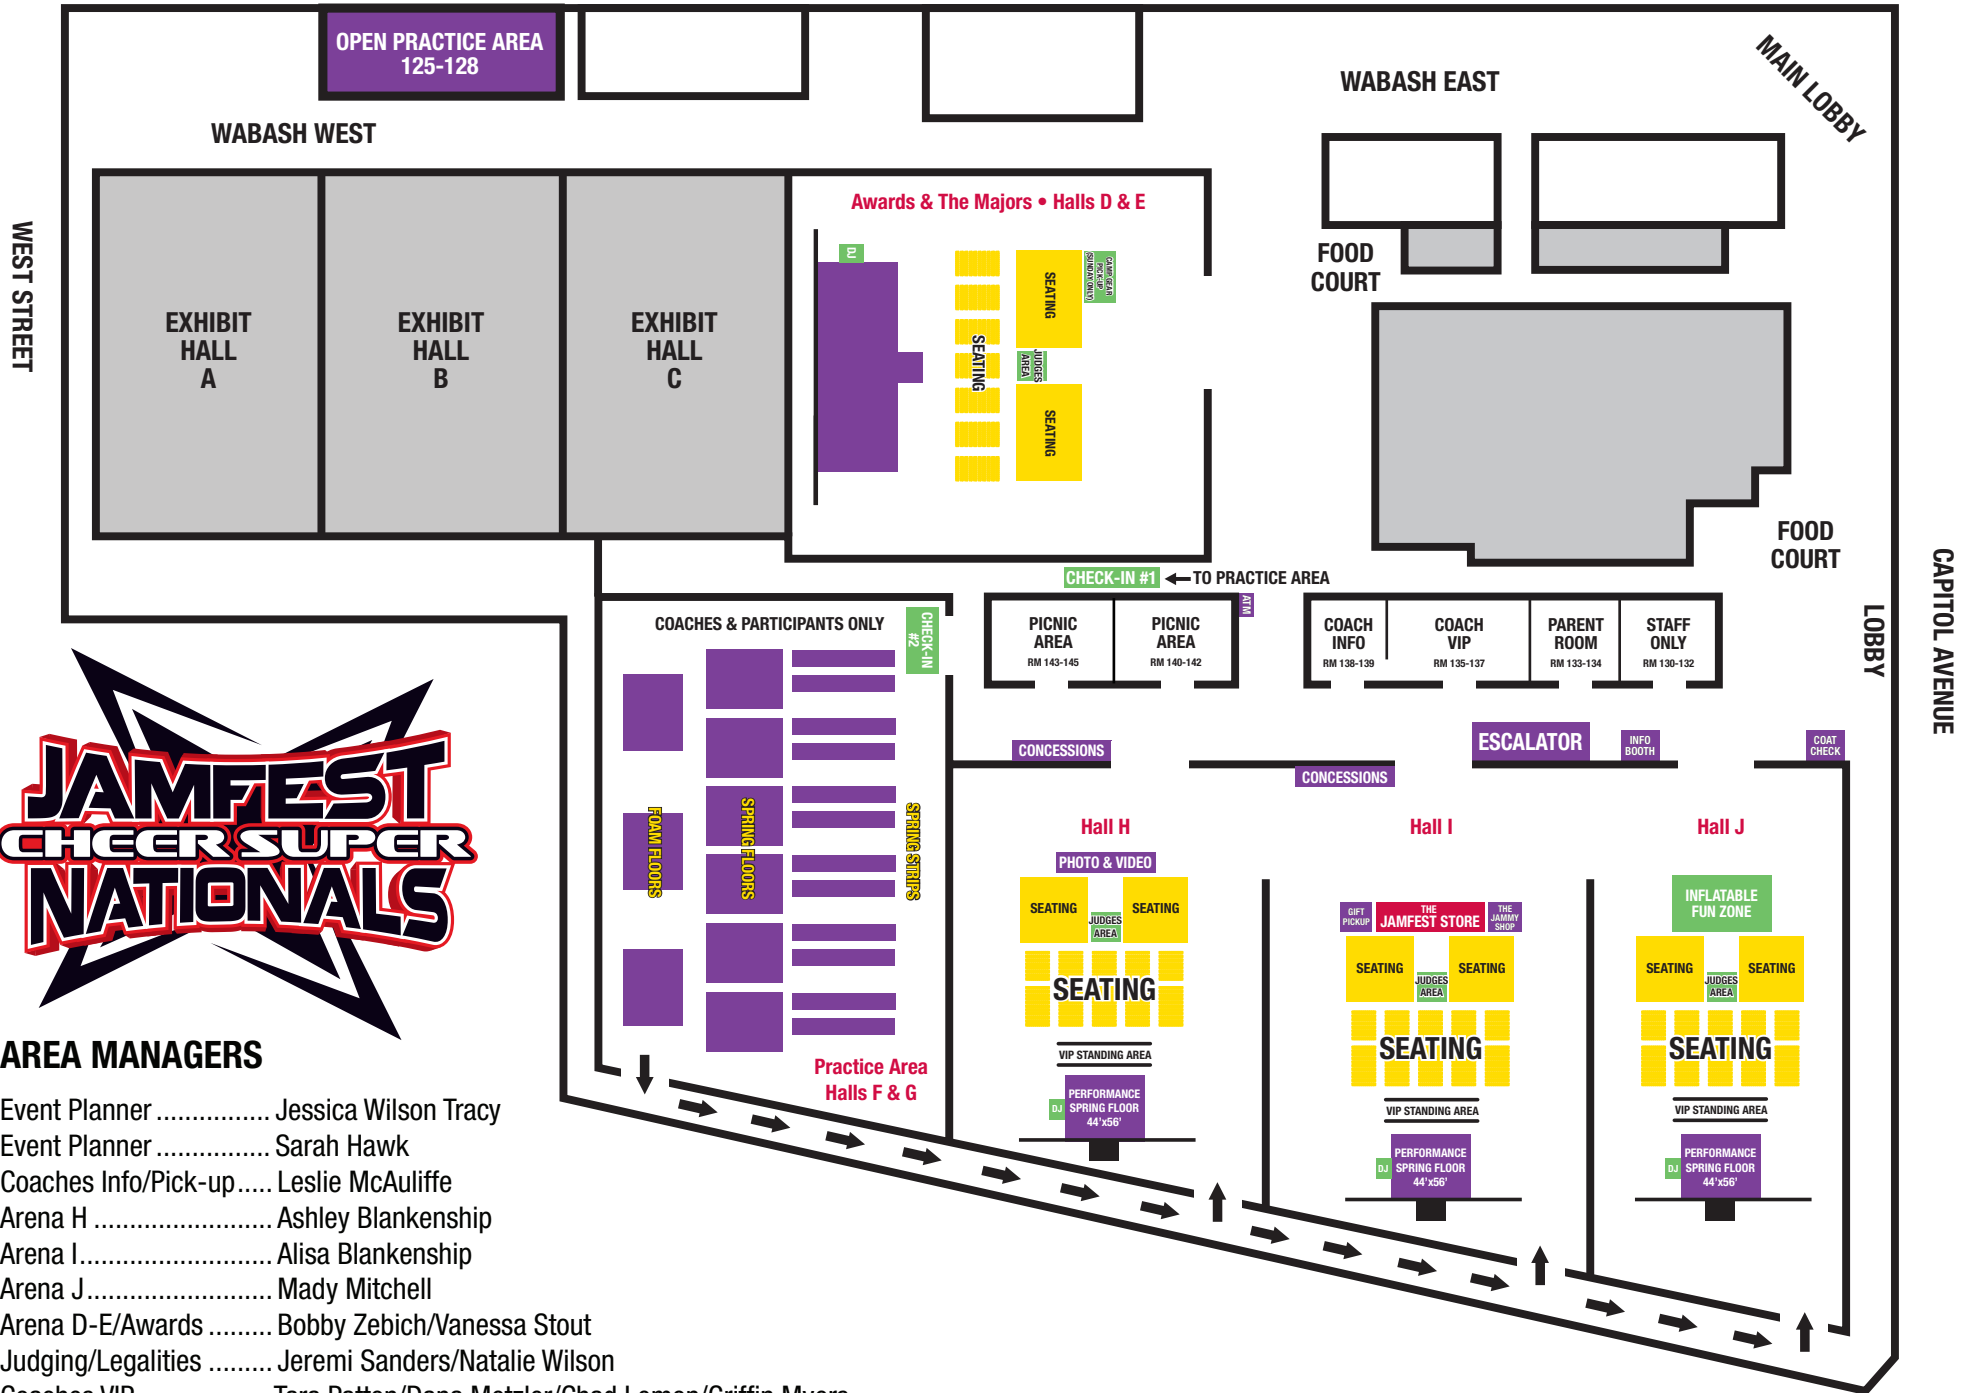 OPEN PRACTICE AREA
125-128
WABASH WEST
WABASH EAST
MAIN LOBBY
WEST STREET
EXHIBIT
HALL
A
EXHIBIT
HALL
B
EXHIBIT
HALL
C
Awards & The Majors • Halls D & E
DJ
SEATING
SEATING
CAMP GEAR
PICK-UP
(SUNDAY ONLY)
JUDGES
AREA
SEATING
FOOD
COURT
FOOD
COURT
CAPITOL AVENUE
LOBBY
CHECK-IN #1
TO PRACTICE AREA
ATM
COACHES & PARTICIPANTS ONLY
CHECK-IN
#2
PICNIC
AREA
RM 143-145
PICNIC
AREA
RM 140-142
COACH
INFO
RM 138-139
COACH
VIP
RM 135-137
PARENT
ROOM
RM 133-134
STAFF
ONLY
RM 130-132
CONCESSIONS
CONCESSIONS
ESCALATOR
INFO
BOOTH
COAT
CHECK
FOAM FLOORS
SPRING FLOORS
SPRING STRIPS
Practice Area
Halls F & G
Hall H
PHOTO & VIDEO
SEATING
SEATING
JUDGES
AREA
SEATING
VIP STANDING AREA
PERFORMANCE
SPRING FLOOR
44'x56'
DJ
Hall I
GIFT
PICKUP
THE
JAMFEST STORE
THE
JAMMY
SHOP
SEATING
SEATING
JUDGES
AREA
SEATING
VIP STANDING AREA
PERFORMANCE
SPRING FLOOR
44'x56'
DJ
Hall J
INFLATABLE
FUN ZONE
SEATING
SEATING
JUDGES
AREA
SEATING
VIP STANDING AREA
PERFORMANCE
SPRING FLOOR
44'x56'
DJ
JAMFEST
CHEER SUPER
NATIONALS
AREA MANAGERS
Event Planner ................ Jessica Wilson Tracy
Event Planner ................ Sarah Hawk
Coaches Info/Pick-up ..... Leslie McAuliffe
Arena H ......................... Ashley Blankenship
Arena I........................... Alisa Blankenship
Arena J.......................... Mady Mitchell
Arena D-E/Awards ......... Bobby Zebich/Vanessa Stout
Judging/Legalities ......... Jeremi Sanders/Natalie Wilson